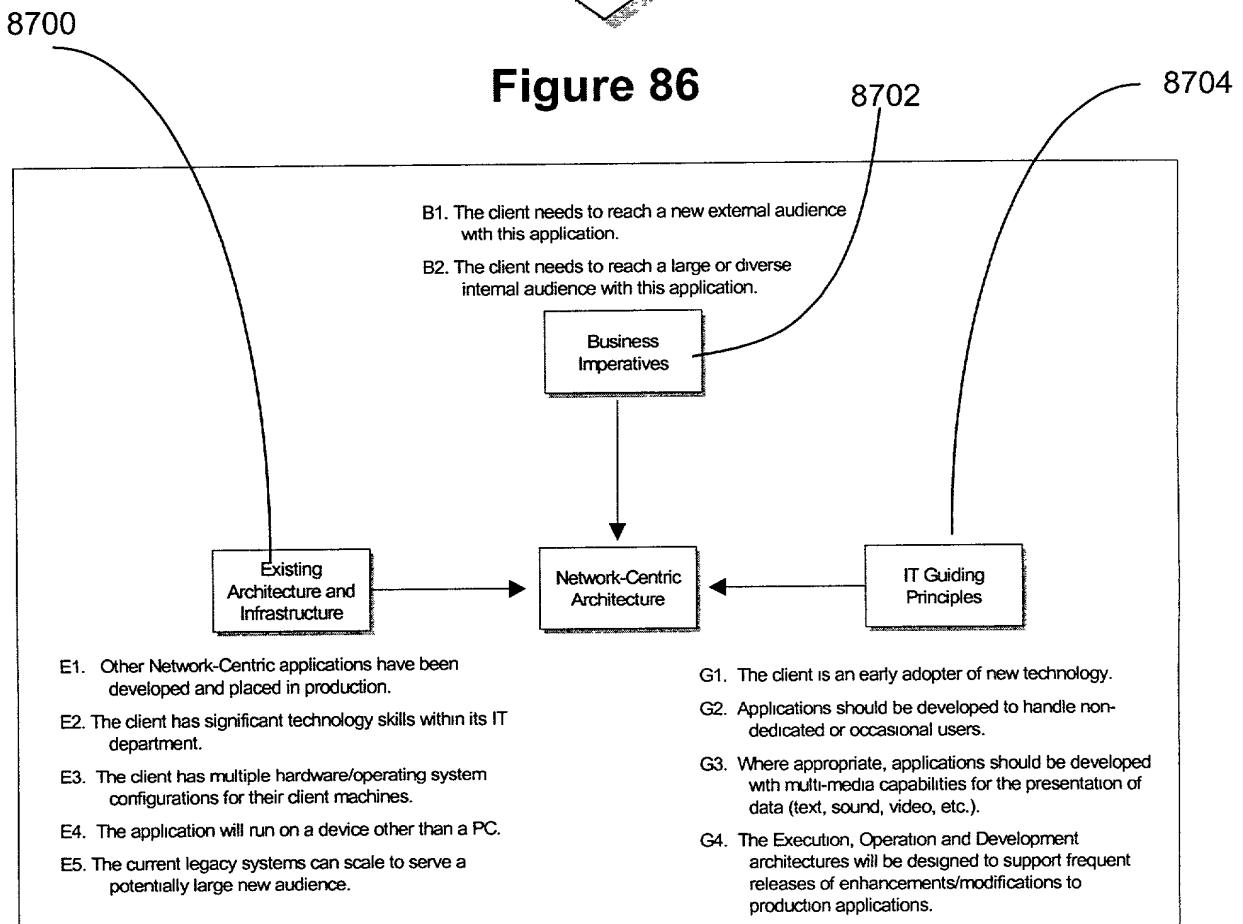 8700
Figure 86
8702
8704
B1. The client needs to reach a new external audience
with this application.
B2. The client needs to reach a large or diverse
internal audience with this application.
Business
Imperatives
Existing
Architecture and
Infrastructure
Network-Centric
Architecture
IT Guiding
Principles
E1. Other Network-Centric applications have been
developed and placed in production.
E2. The client has significant technology skills within its IT
department.
E3. The client has multiple hardware/operating system
configurations for their client machines.
E4. The application will run on a device other than a PC.
E5. The current legacy systems can scale to serve a
potentially large new audience.
G1. The client is an early adopter of new technology.
G2. Applications should be developed to handle non-
dedicated or occasional users.
G3. Where appropriate, applications should be developed
with multi-media capabilities for the presentation of
data (text, sound, video, etc.).
G4. The Execution, Operation and Development
architectures will be designed to support frequent
releases of enhancements/modifications to
production applications.